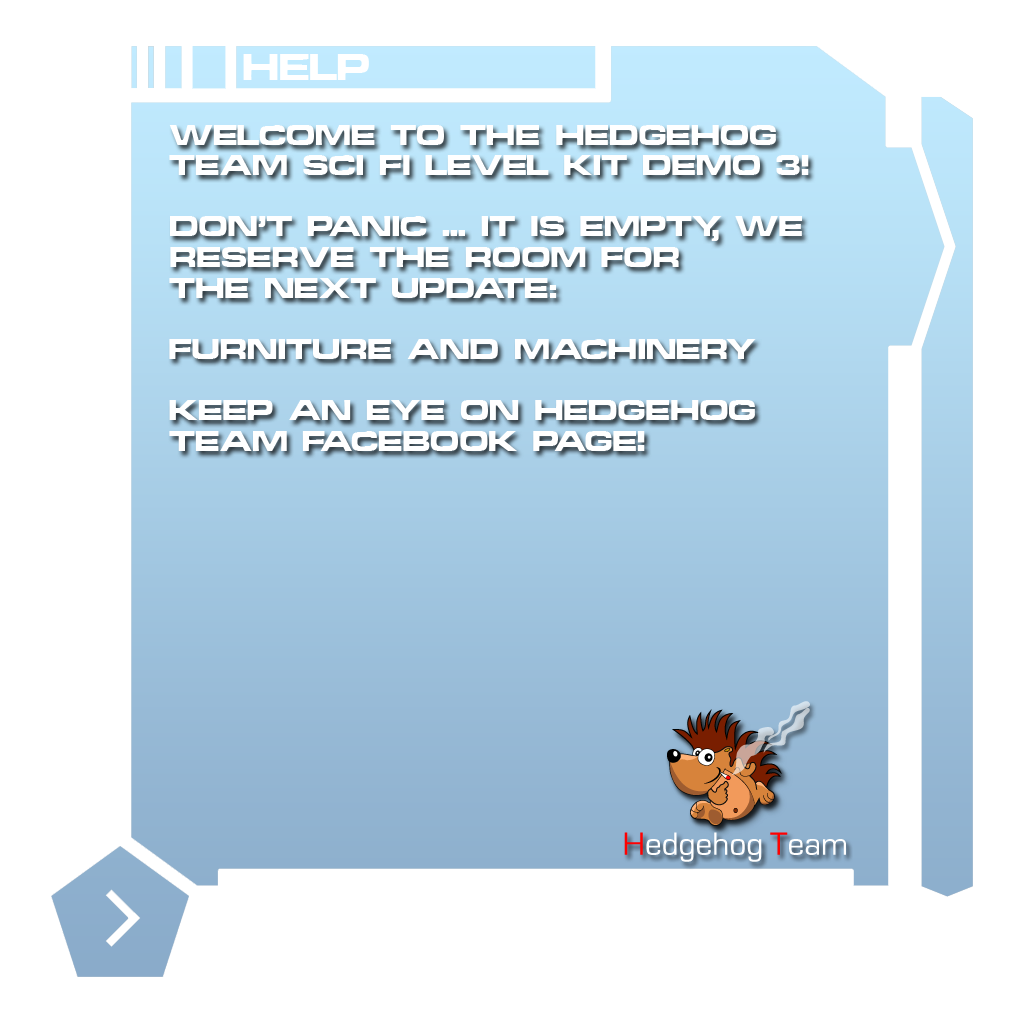 HELP
WELCOME TO THE HEDGEHOG
TEAM SCI FI LEVEL KIT DEMO 3!
DON'T PANIC ... IT IS EMPTY, WE
RESERVE THE ROOM FOR
THE NEXT UPDATE:
FURNITURE AND MACHINERY
KEEP AN EYE ON HEDGEHOG
TEAM FACEBOOK PAGE!
Hedgehog Team